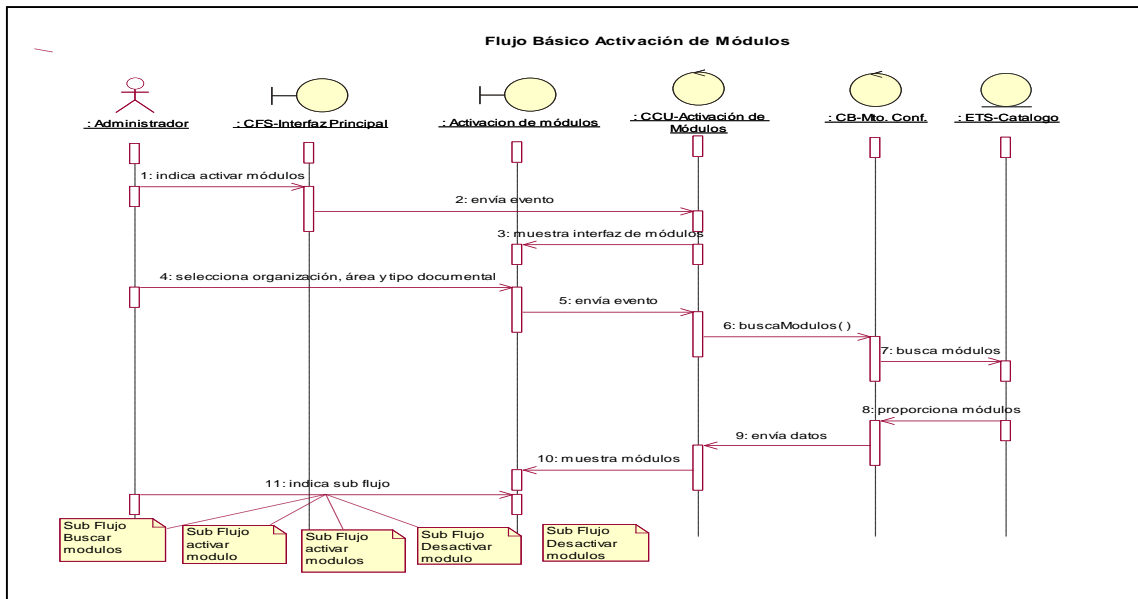 Flujo Básico Activación de Módulos
: Administrador
: CFS-Interfaz Principal
: Activacion de módulos
: CCU-Activación de
Módulos
: CB-Mto. Conf.
: ETS-Catalogo
1: indica activar módulos
2: envía evento
3: muestra interfaz de módulos
4: selecciona organización, área y tipo documental
5: envía evento
6: buscaModulos( )
7: busca módulos
8: proporciona módulos
9: envía datos
10: muestra módulos
11: indica sub flujo
Sub Flujo
Buscar
modulos
Sub Flujo
activar
modulo
Sub Flujo
activar
modulos
Sub Flujo
Desactivar
modulo
Sub Flujo
Desactivar
modulos